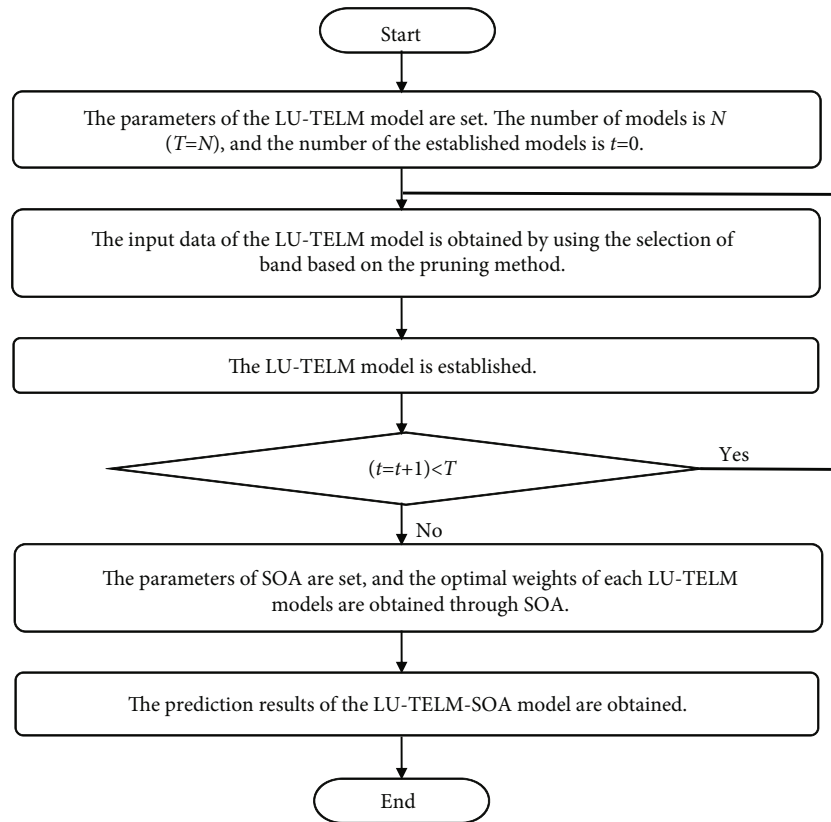 Start
The parameters of the LU-TELM model are set. The number of models is N
(T=N), and the number of the established models is t=0.
The input data of the LU-TELM model is obtained by using the selection of
band based on the pruning method.
The LU-TELM model is established.
(t=t+1)<T
Yes
No
The parameters of SOA are set, and the optimal weights of each LU-TELM
models are obtained through SOA.
The prediction results of the LU-TELM-SOA model are obtained.
End